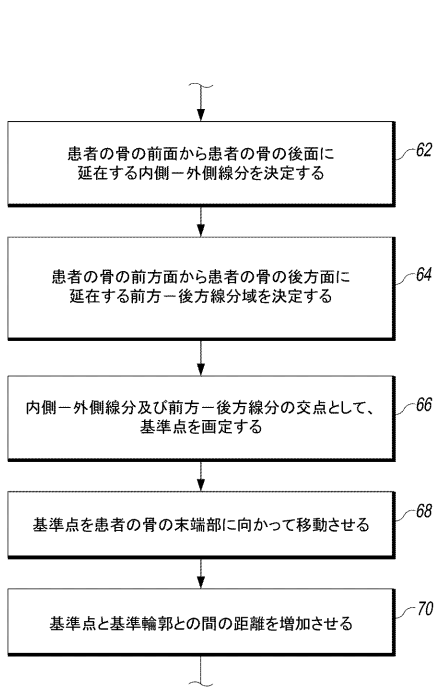 患者の骨の前面から患者の骨の後面に
延在する内側ー外側線分を決定する
62
患者の骨の前方面から患者の骨の後方面に
延在する前方ー後方線分域を決定する
64
内側ー外側線分及び前方ー後方線分の交点として、
基準点を画定する
66
基準点を患者の骨の末端部に向かって移動させる
68
基準点と基準輪郭との間の距離を増加させる
70